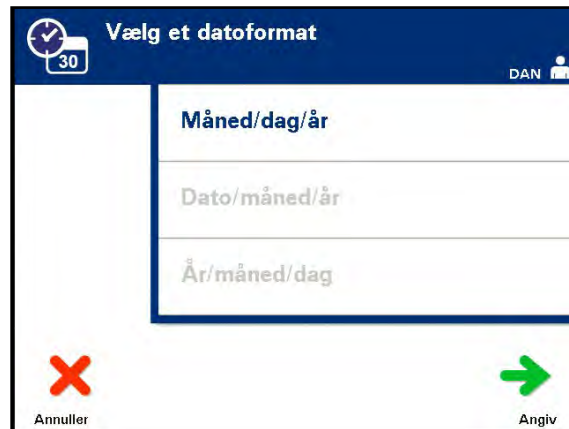 Vælg et datoformat
30
DAN
Måned/dag/år
Dato/måned/år
År/måned/dag
Annuller
Angiv